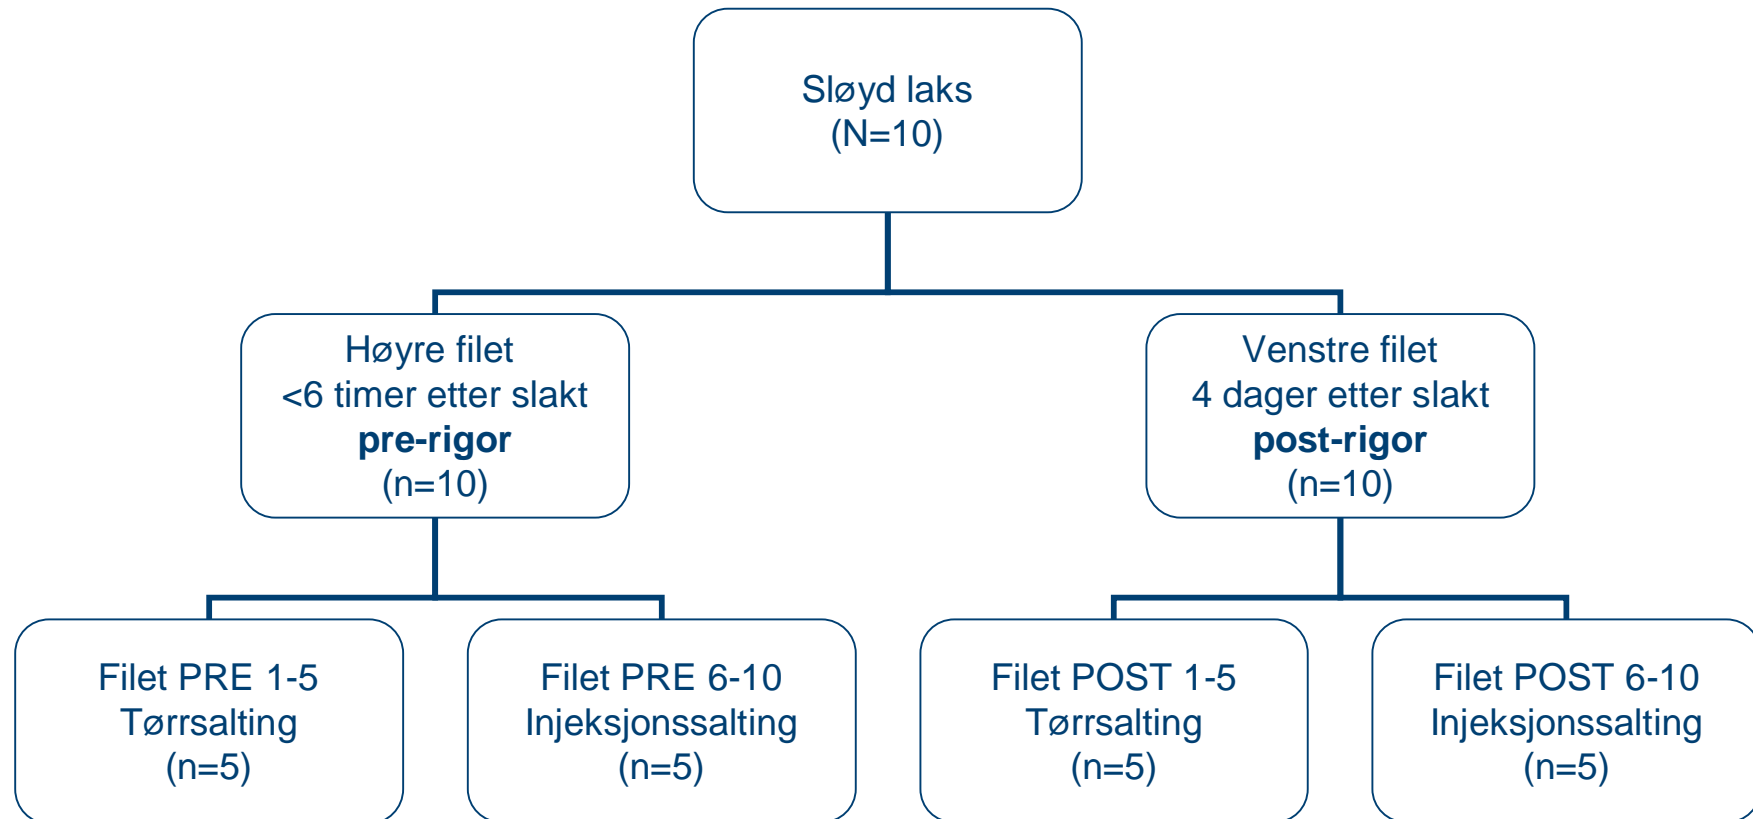 Sløyd laks
(N=10)
Høyre filet
<6 timer etter slakt
pre-rigor
(n=10)
Venstre filet
4 dager etter slakt
post-rigor
(n=10)
Filet PRE 1-5
Tørrsalting
(n=5)
Filet PRE 6-10
Injeksjonssalting
(n=5)
Filet POST 1-5
Tørrsalting
(n=5)
Filet POST 6-10
Injeksjonssalting
(n=5)